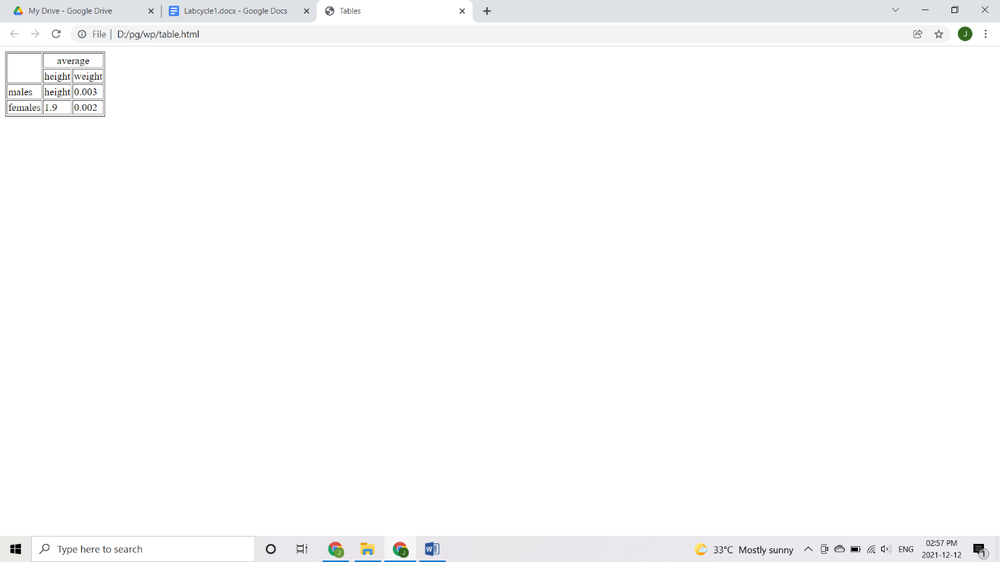 My Drive - Google Drive
Labcycle1.docx - Google Docs
Tables
File | D:/pg/wp/table.html
J
average
height weight
males height 0.003
females 1.9 0.002
Type here to search
J
J
W
33°C Mostly sunny
ENG
02:57 PM
2021-12-12
1